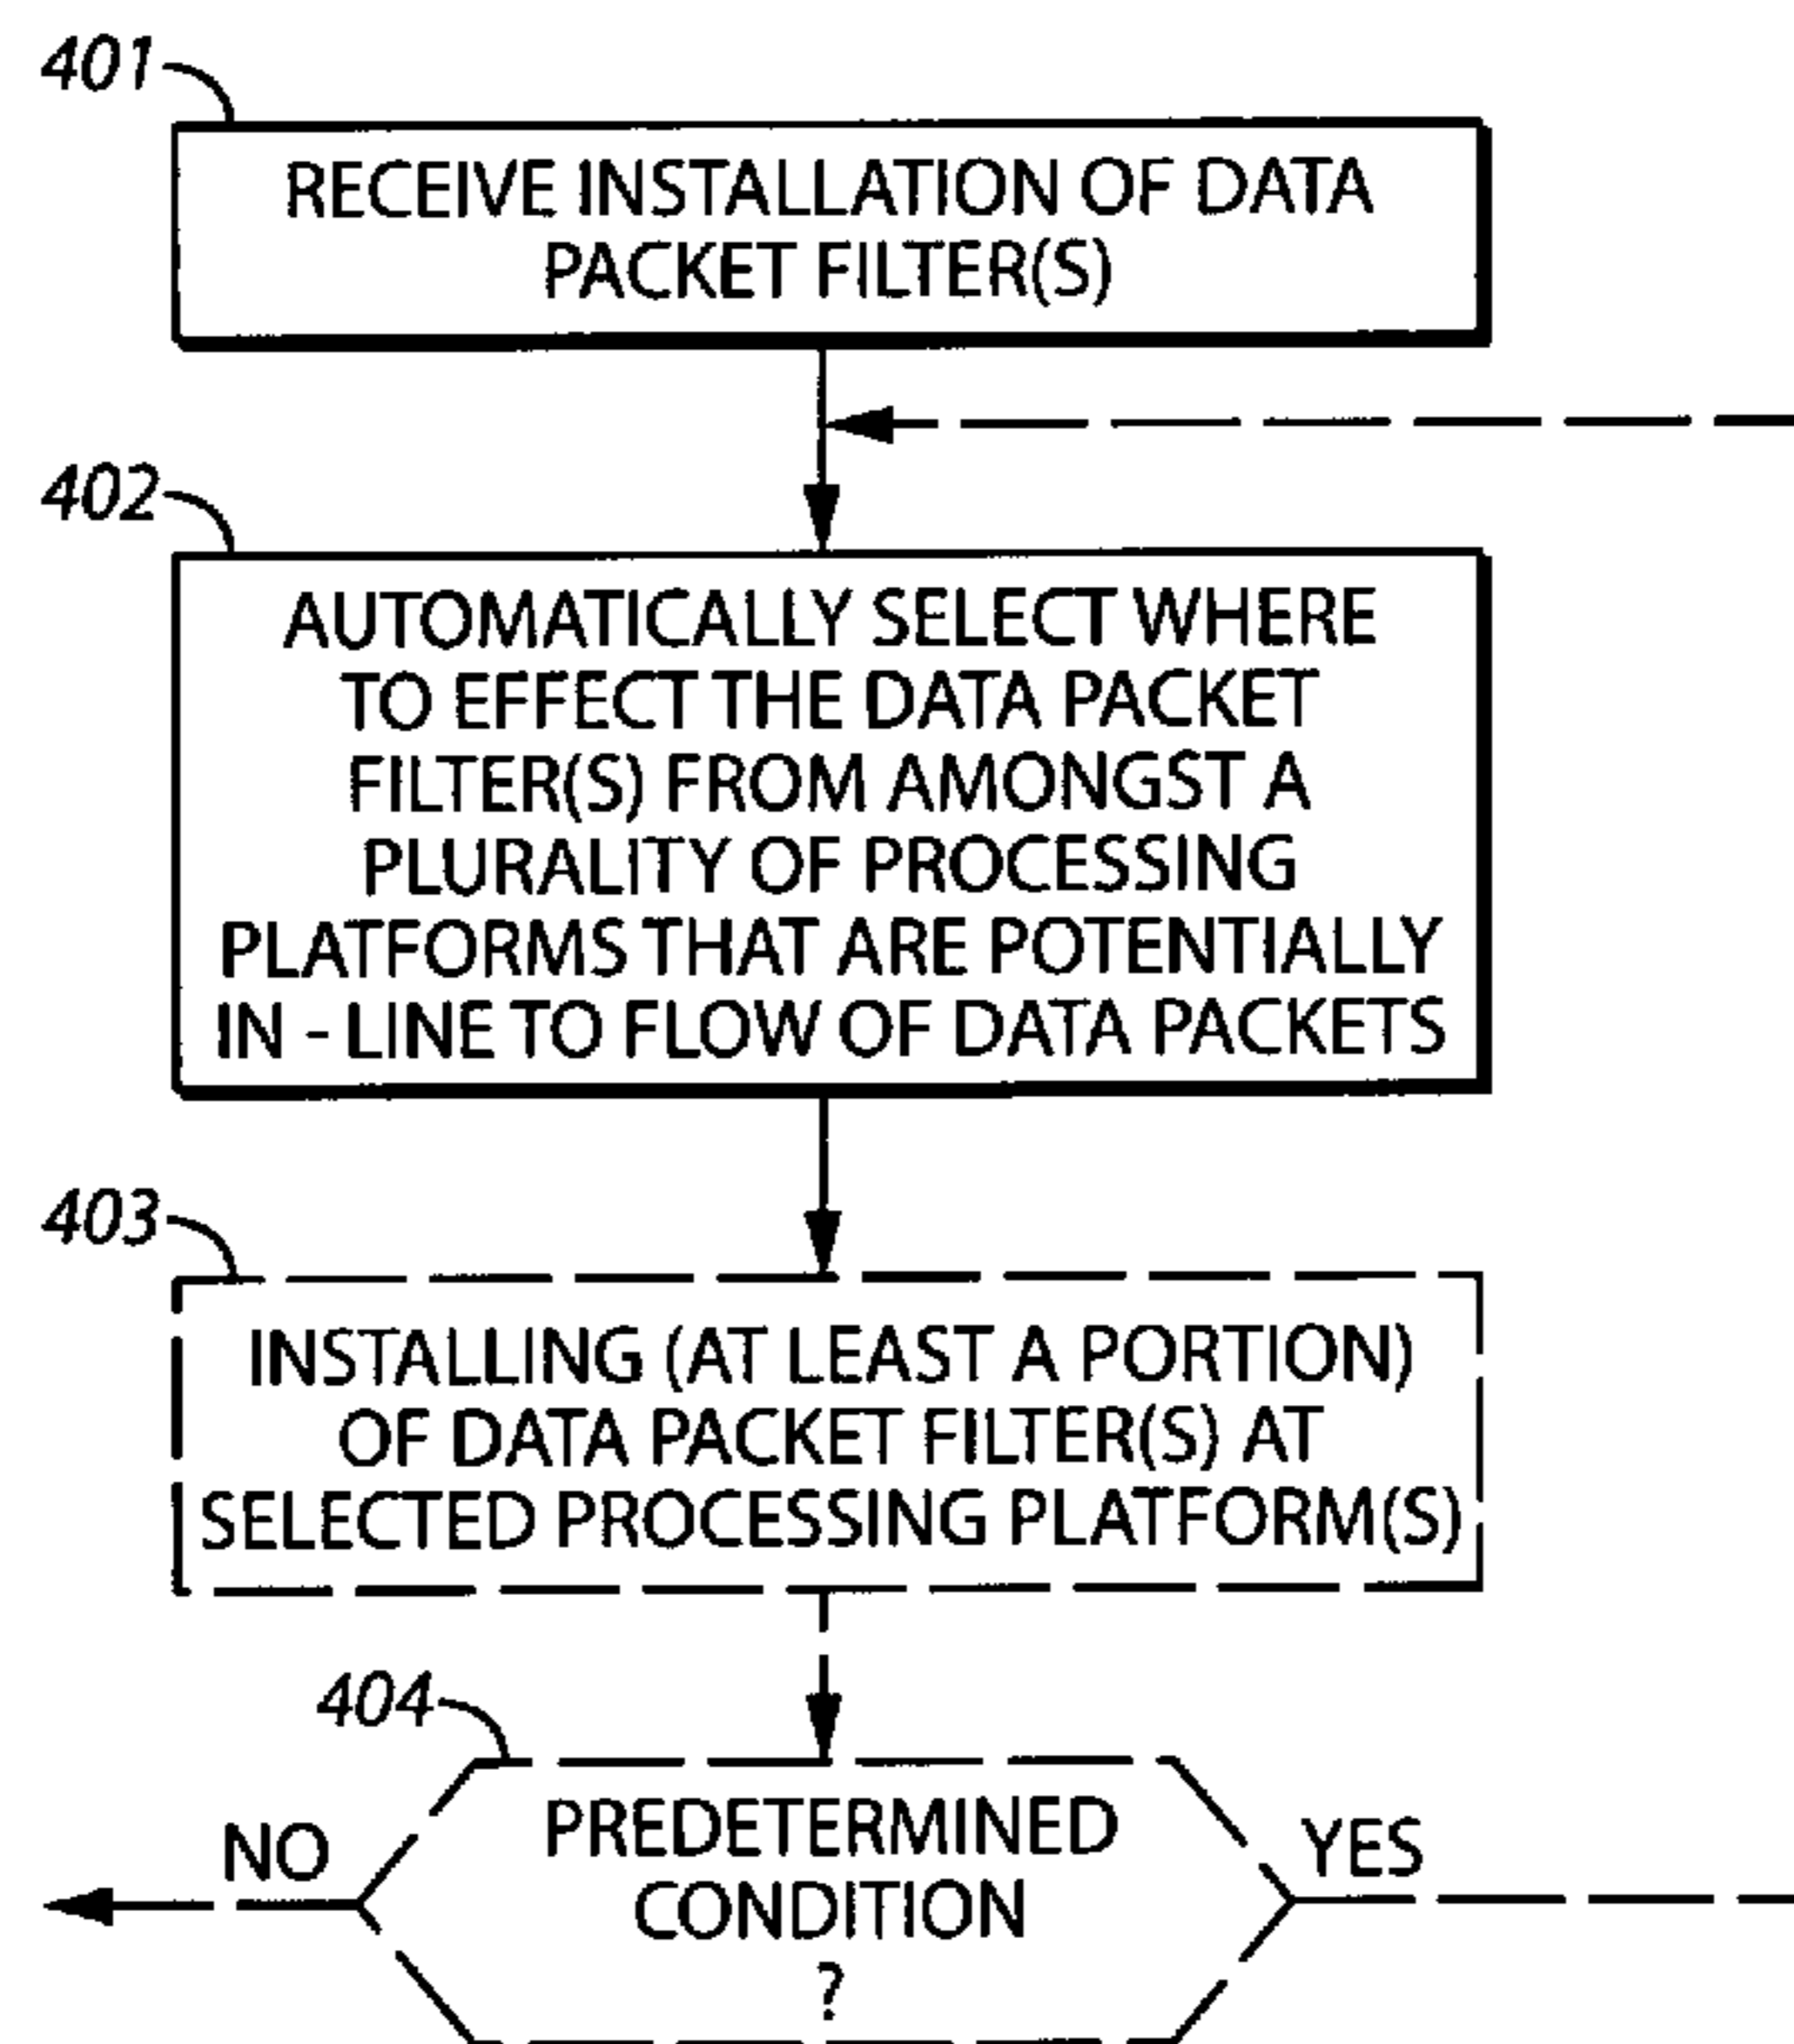 401
RECEIVE INSTALLATION OF DATA
PACKET FILTER(S)
402
AUTOMATICALLY SELECT WHERE
TO EFFECT THE DATA PACKET
FILTER(S) FROM AMONGST A
PLURALITY OF PROCESSING
PLATFORMS THAT ARE POTENTIALLY
IN - LINE TO FLOW OF DATA PACKETS
403
INSTALLING (AT LEAST A PORTION)
OF DATA PACKET FILTER(S) AT
SELECTED PROCESSING PLATFORM(S)
404
NO
PREDETERMINED
CONDITION
?
YES